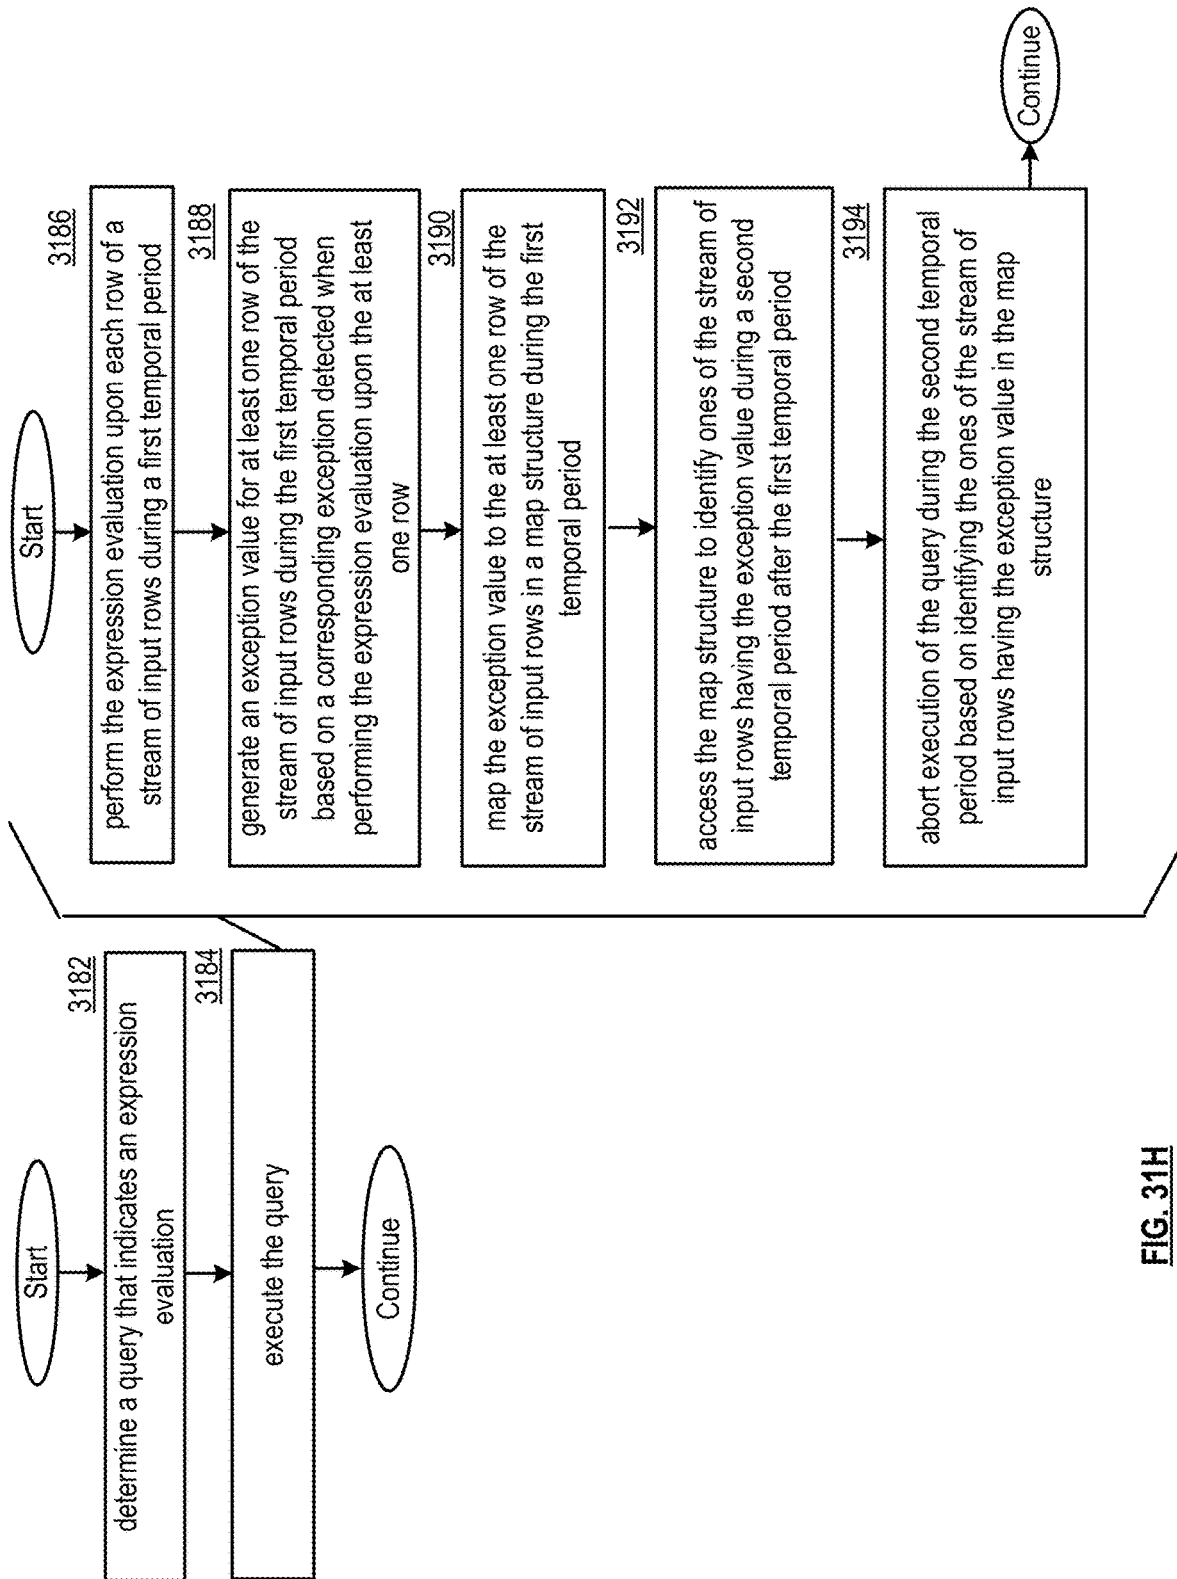 Start
3182
determine a query that indicates an expression
evaluation
3184
execute the query
Continue
Start
3186
perform the expression evaluation upon each row of a
stream of input rows during a first temporal period
3188
generate an exception value for at least one row of the
stream of input rows during the first temporal period
based on a corresponding exception detected when
performing the expression evaluation upon the at least
one row
3190
map the exception value to the at least one row of the
stream of input rows in a map structure during the first
temporal period
3192
access the map structure to identify ones of the stream of
input rows having the exception value during a second
temporal period after the first temporal period
3194
abort execution of the query during the second temporal
period based on identifying the ones of the stream of
input rows having the exception value in the map
structure
Continue
FIG. 31H